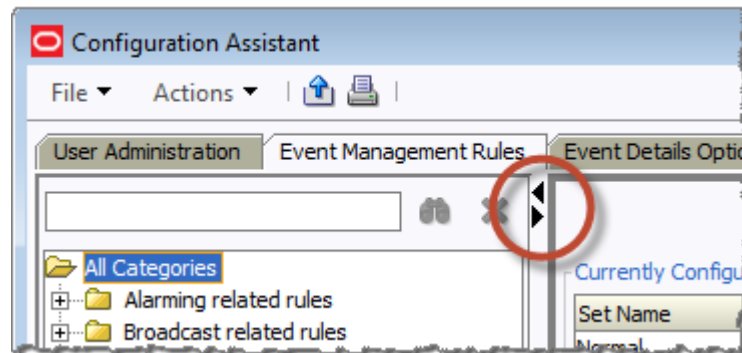 Configuration Assistant
File Actions
User Administration Event Management Rules Event Details Optio
All Categories
Currently Configu
Alarming related rules
Set Name
Broadcast related rules
Normal